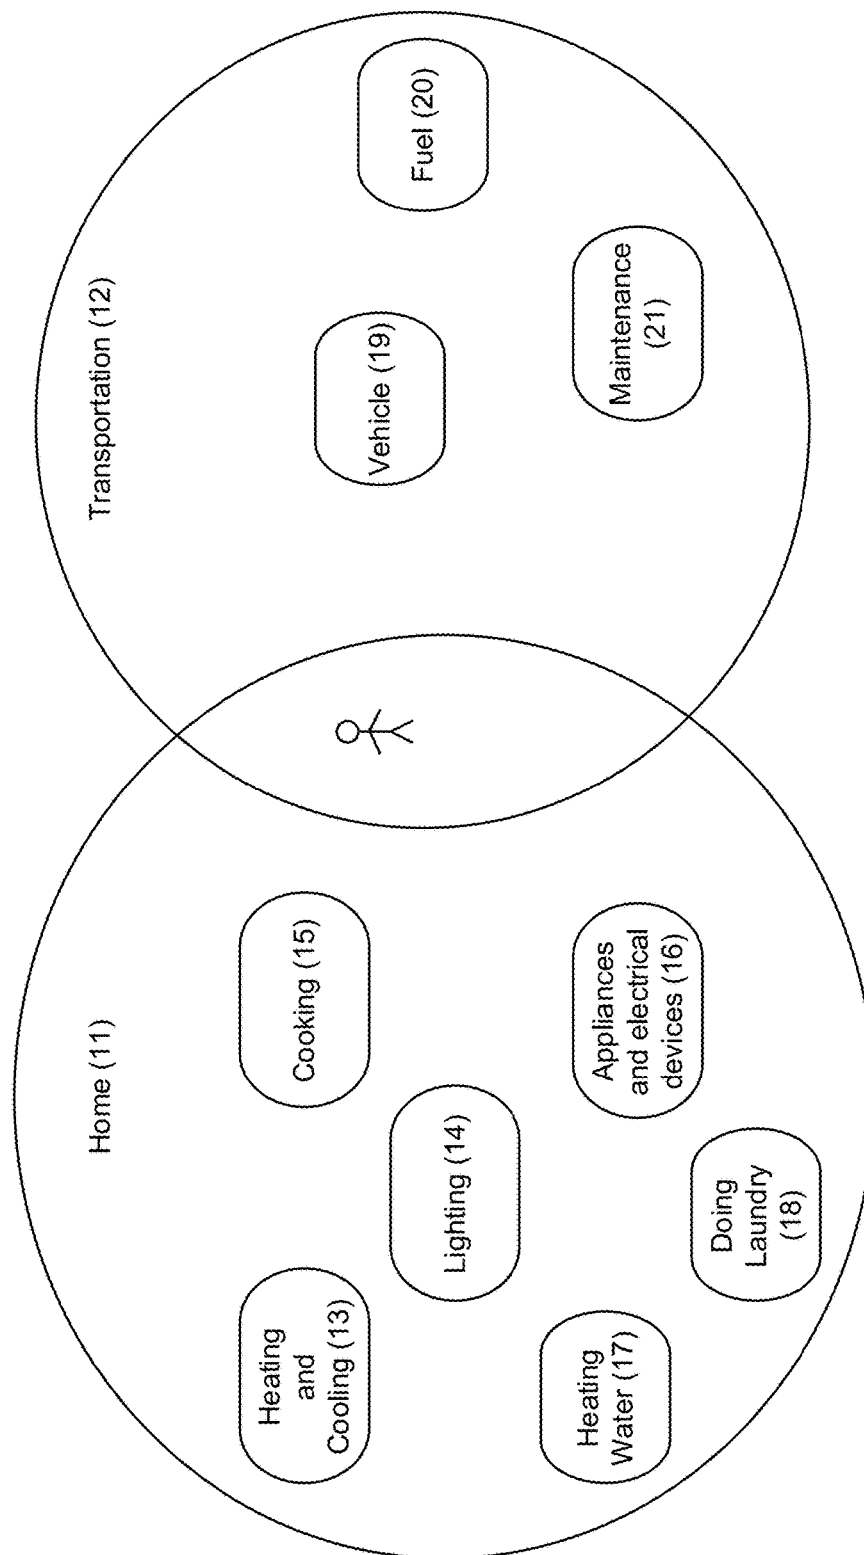 Home (11)
Transportation (12)
Heating
and
Cooling (13)
Cooking (15)
Lighting (14)
Vehicle (19)
Fuel (20)
Heating
Water (17)
Appliances
and electrical
devices (16)
Maintenance
(21)
Doing
Laundry
(18)